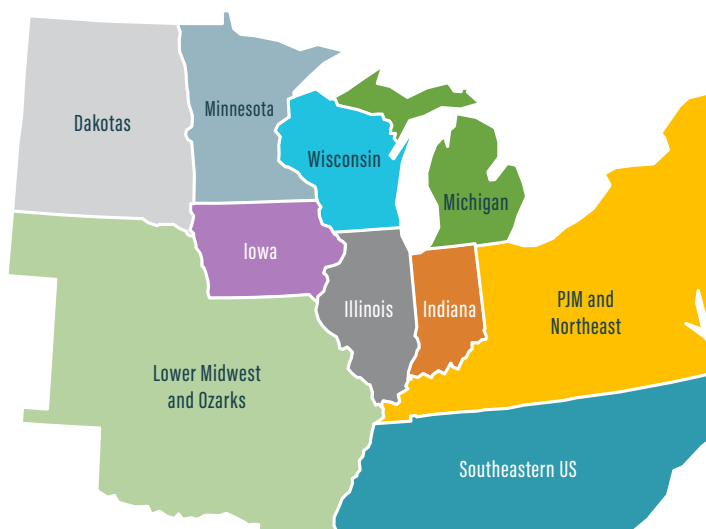 Dakotas
Minnesota
Wisconsin
Michigan
Iowa
Illinois
Indiana
PJM and
Northeast
Lower Midwest
and Ozarks
Southeastern US